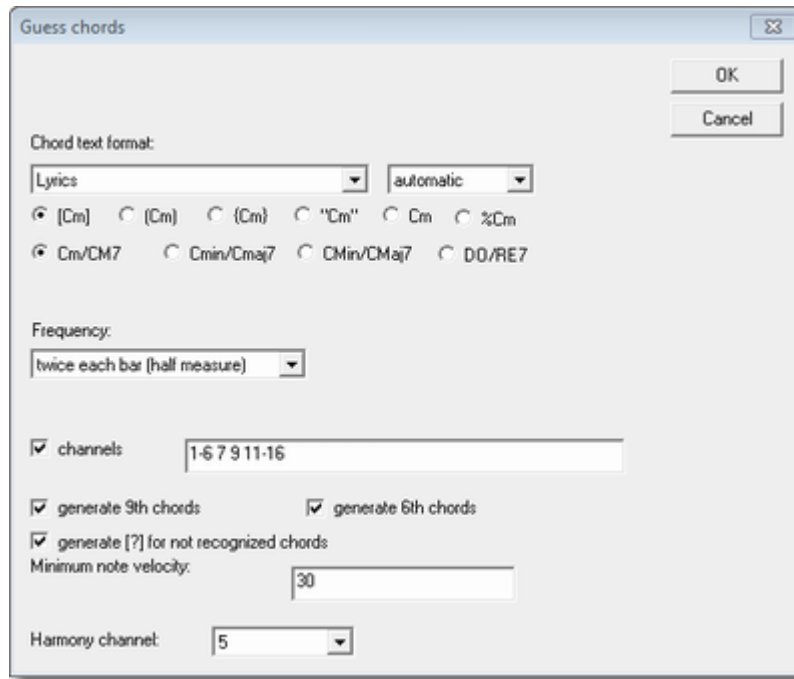 Guess chords
OK
Cancel
Chord text format:
Lyrics automatic
[Cm] (Cm) {Cm} "Cm" Cm %Cm
Cm/CM7 Cmin/Cmaj7 CMin/CMaj7 DO/RE7
Frequency:
twice each bar (half measure)
channels 1-6 7 9 11-16
generate 9th chords generate 6th chords
generate [?] for not recognized chords
Minimum note velocity:
30
Harmony channel: 5